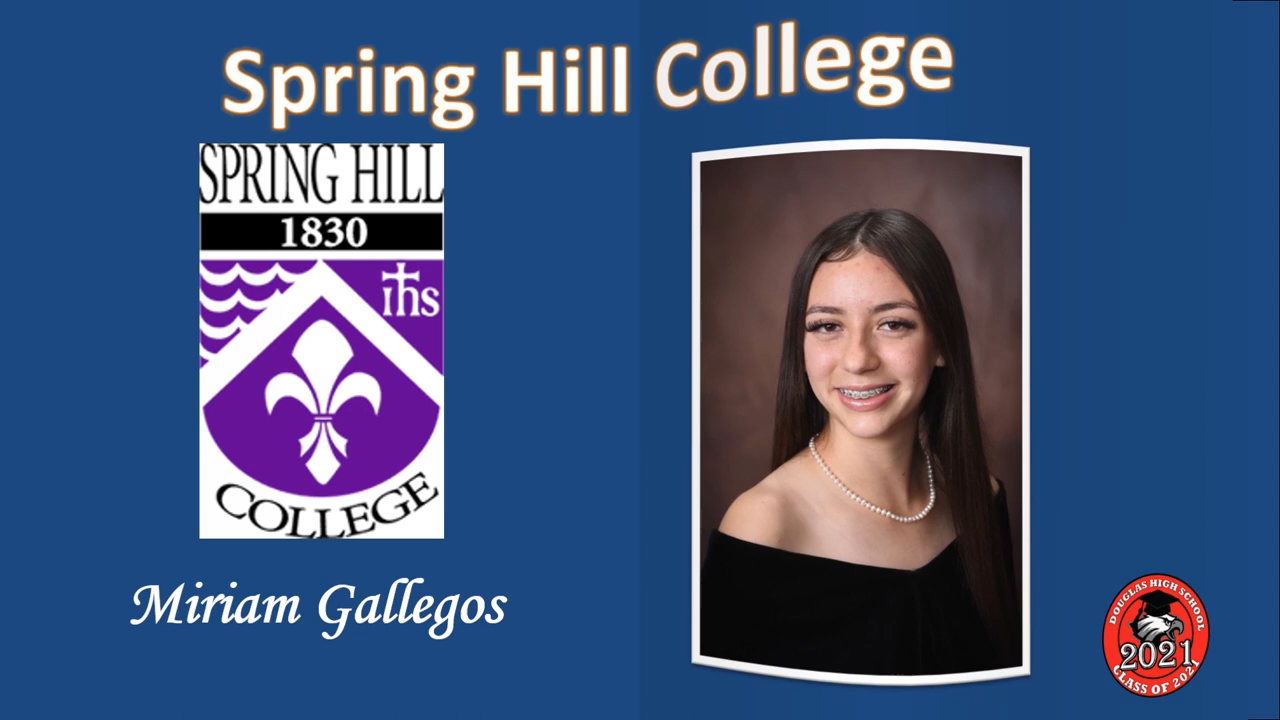 Spring Hill College
SPRING HILL
1830
ihs
COLLEGE
Miriam Gallegos
DOUGLAS HIGH SCHOOL
2021
CLASS OF 2021